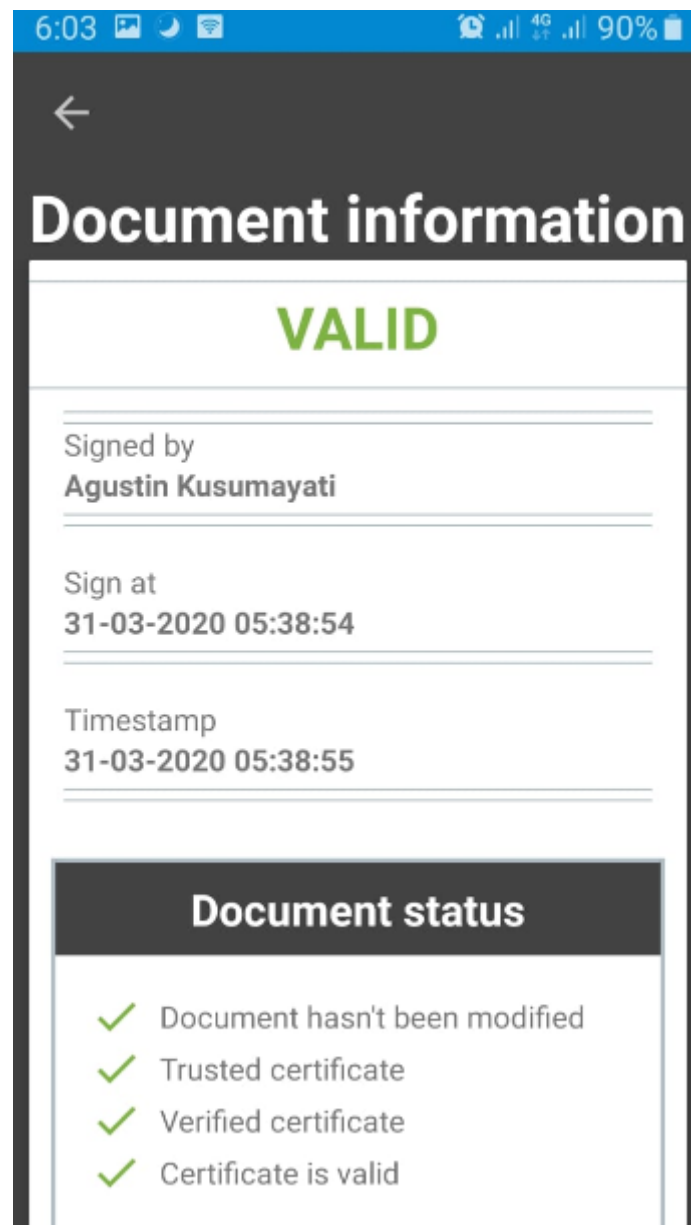 6:03 4G 90%
Document information
VALID
Signed by
Agustin Kusumayati
Sign at
31-03-2020 05:38:54
Timestamp
31-03-2020 05:38:55
Document status
Document hasn't been modified
Trusted certificate
Verified certificate
Certificate is valid